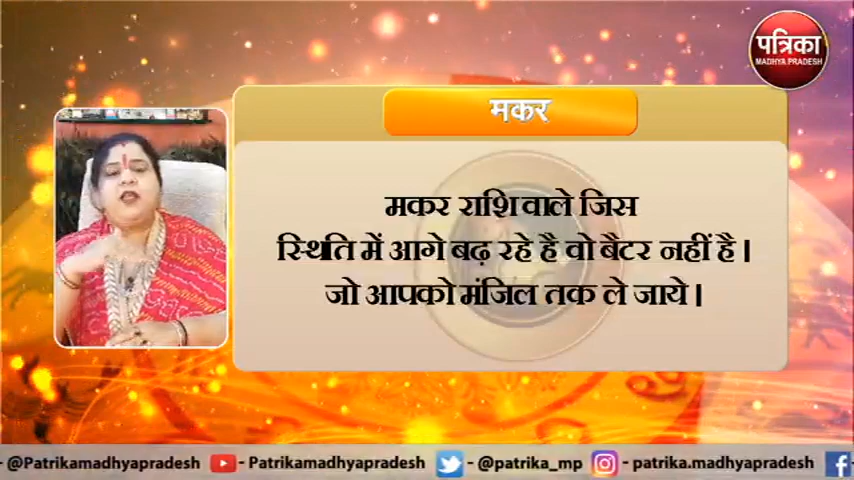 पत्रिका
MADHYA PRADESH
मकर
मकर राशि वाले जिस
स्थिति में आगे बढ़ रहे है वो बैटर नहीं है।
जो आपको मंजिल तक ले जाये।
- @Patrikamadhyapradesh - Patrikamadhyapradesh - @patrika_mp - patrika.madhyapradesh -